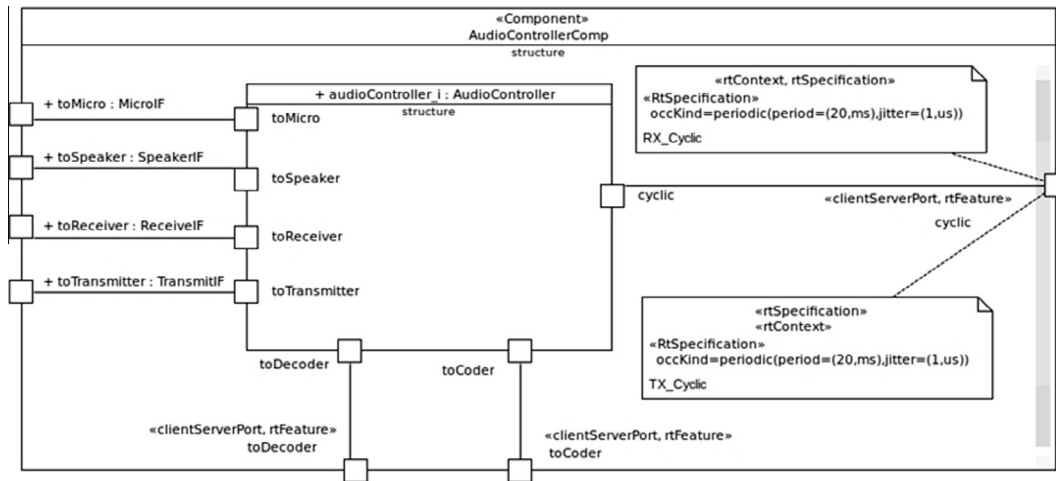 «Component»
AudioControllerComp
structure
«rtContext, rtSpecification»
«RtSpecification»
occKind=periodic(period=(20,ms),jitter=(1,us))
RX_Cyclic
+ audioController_i : AudioController
structure
+ toMicro : MicroIF
toMicro
+ toSpeaker : SpeakerIF
toSpeaker
cyclic
«clientServerPort, rtFeature»
cyclic
+ toReceiver : ReceiveIF
toReceiver
+ toTransmitter : TransmitIF
toTransmitter
«rtSpecification»
«rtContext»
«RtSpecification»
occKind=periodic(period=(20,ms),jitter=(1,us))
TX_Cyclic
toDecoder
toCoder
«clientServerPort, rtFeature»
toDecoder
«clientServerPort, rtFeature»
toCoder